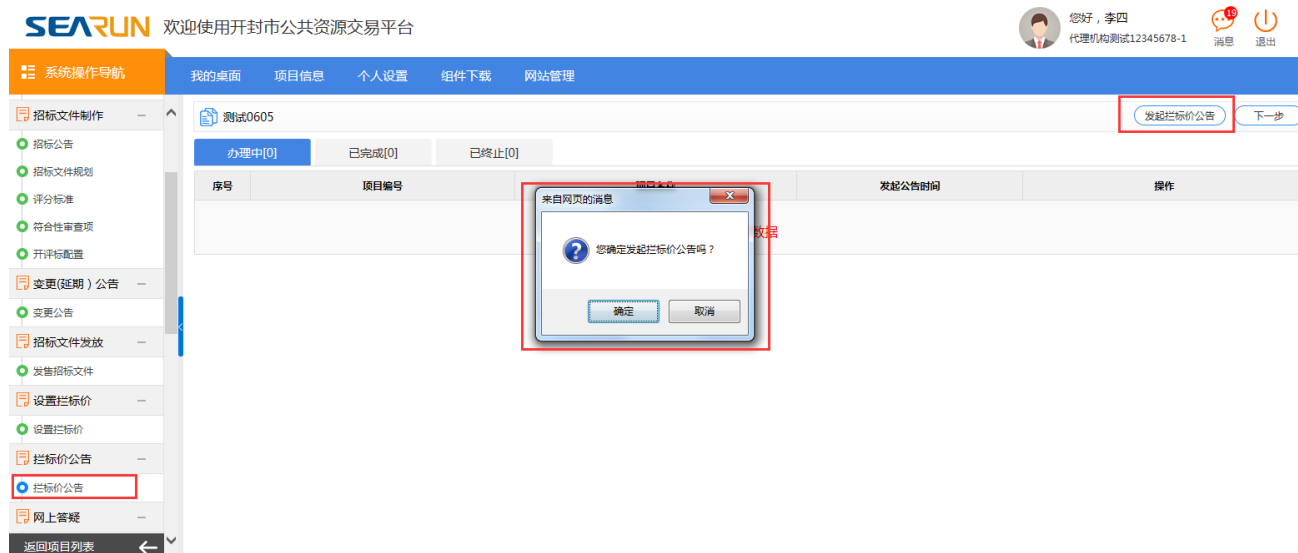 SEARUN 欢迎使用开封市公共资源交易平台
您好，李四
代理机构测试12345678-1
19
消息
退出
系统操作导航
我的桌面 项目信息 个人设置 组件下载 网站管理
招标文件制作
招标公告
招标文件规划
评分标准
符合性审查项
开评标配置
变更(延期）公告
变更公告
招标文件发放
发售招标文件
设置拦标价
设置拦标价
拦标价公告
拦标价公告
网上答疑
返回项目列表
测试0605
发起拦标价公告 下一步
办理中[0] 已完成[0] 已终止[0]
序号 项目编号 发起公告时间 操作
数据
来自网页的消息
您确定发起拦标价公告吗？
确定 取消